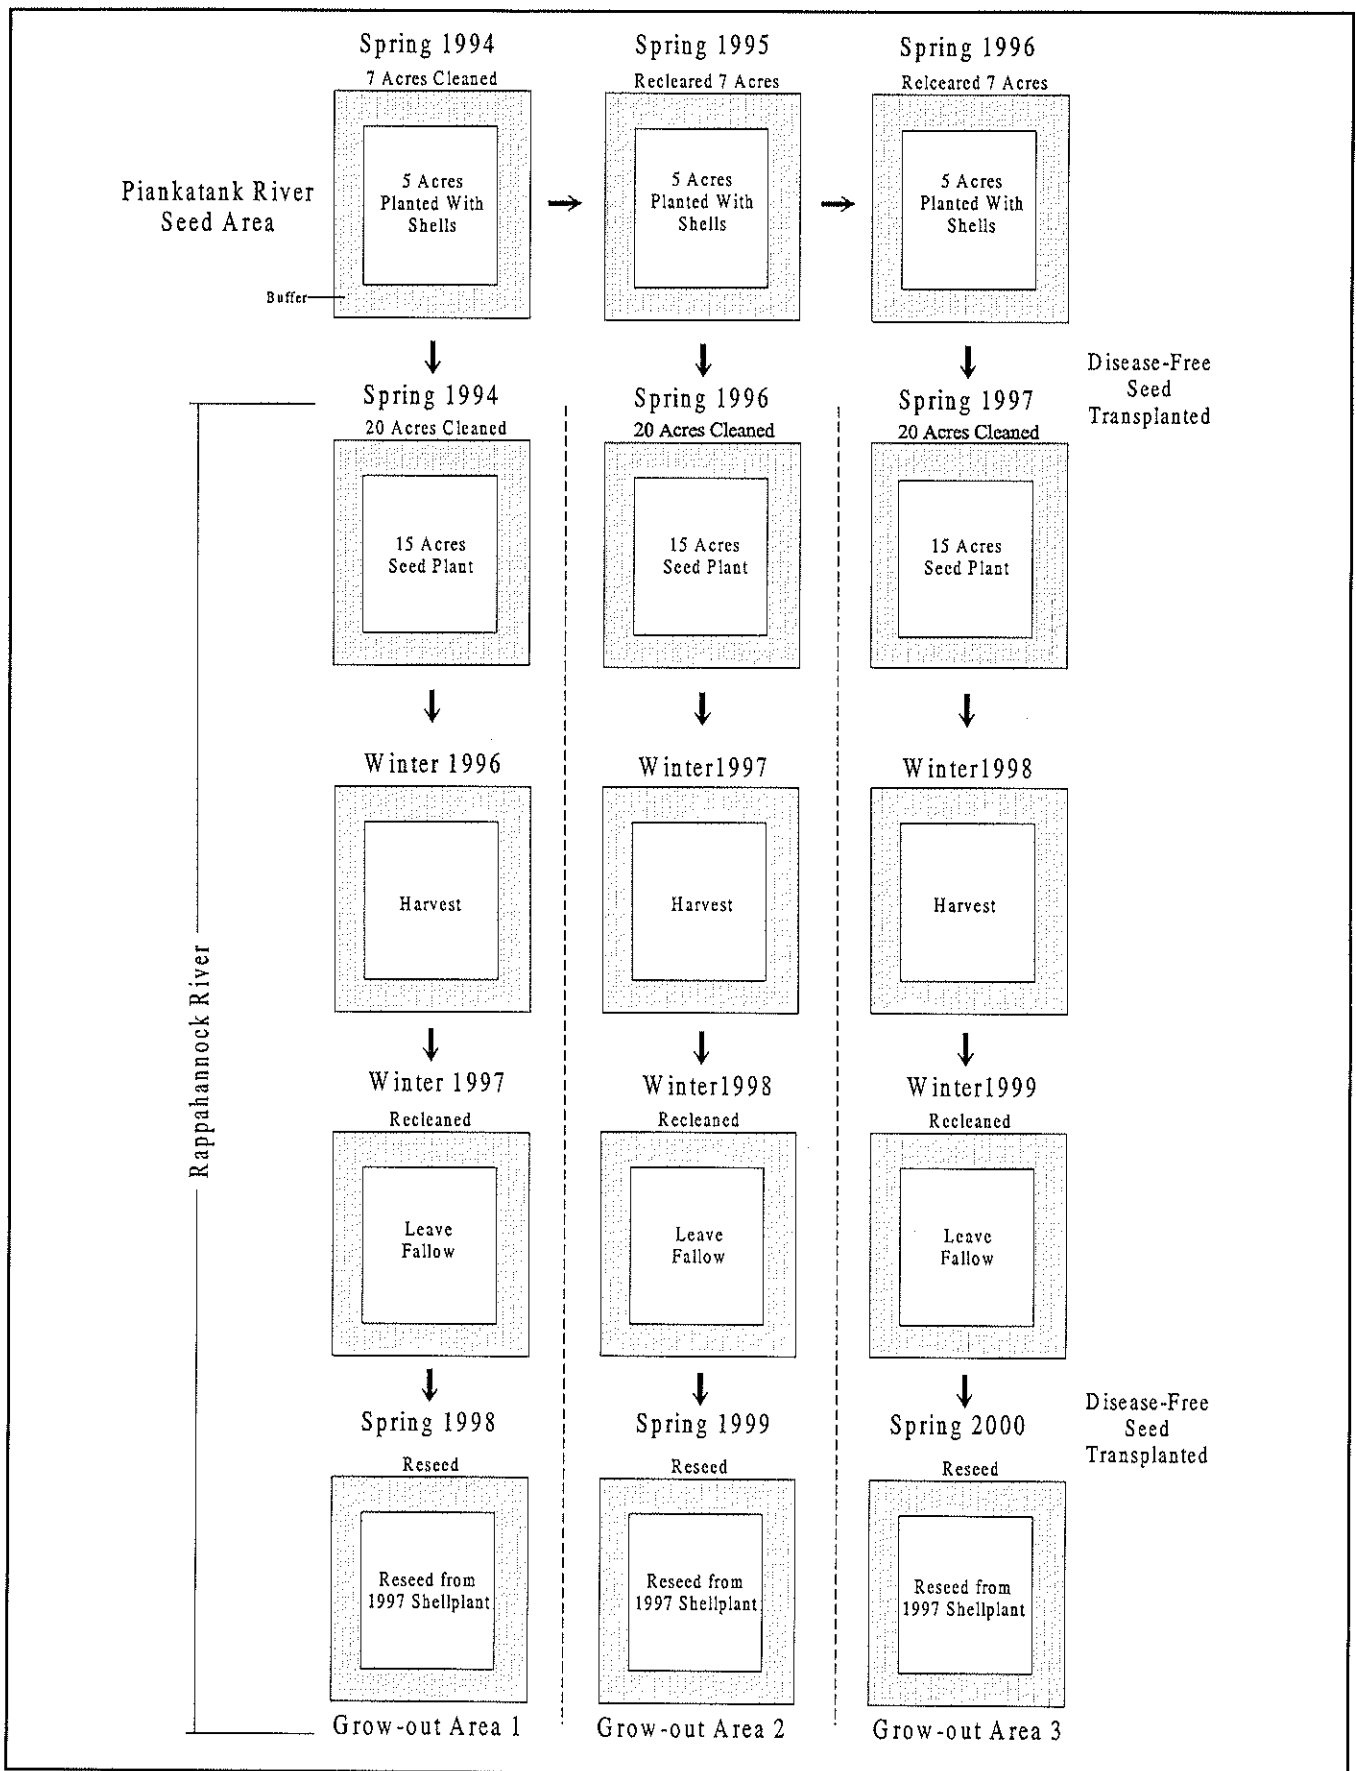 Spring 1994
Spring 1995
Spring 1996
7 Acres Cleaned
Recleared 7 Acres
Relceared 7 Acres
Piankatank River
Seed Area
5 Acres
Planted With
Shells
5 Acres
Planted With
Shells
5 Acres
Planted With
Shells
Buffer
Disease-Free
Seed
Transplanted
Spring 1994
Spring 1996
Spring 1997
20 Acres Cleaned
20 Acres Cleaned
20 Acres Cleaned
15 Acres
Seed Plant
15 Acres
Seed Plant
15 Acres
Seed Plant
Winter 1996
Winter1997
Winter1998
Harvest
Harvest
Harvest
Rappahannock River
Winter 1997
Winter1998
Winter1999
Recleaned
Recleaned
Recleaned
Leave
Fallow
Leave
Fallow
Leave
Fallow
Disease-Free
Seed
Transplanted
Spring 1998
Spring 1999
Spring 2000
Reseed
Reseed
Reseed
Reseed from
1997 Shellplant
Reseed from
1997 Shellplant
Reseed from
1997 Shellplant
Grow-out Area 1
Grow-out Area 2
Grow-out Area 3